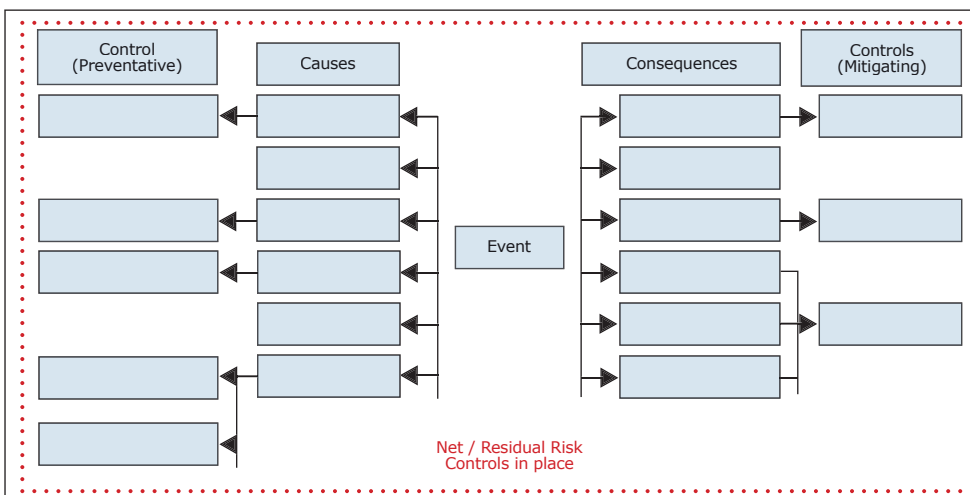 Control
(Preventative)
Causes
Consequences
Controls
(Mitigating)
Event
Net / Residual Risk
Controls in place